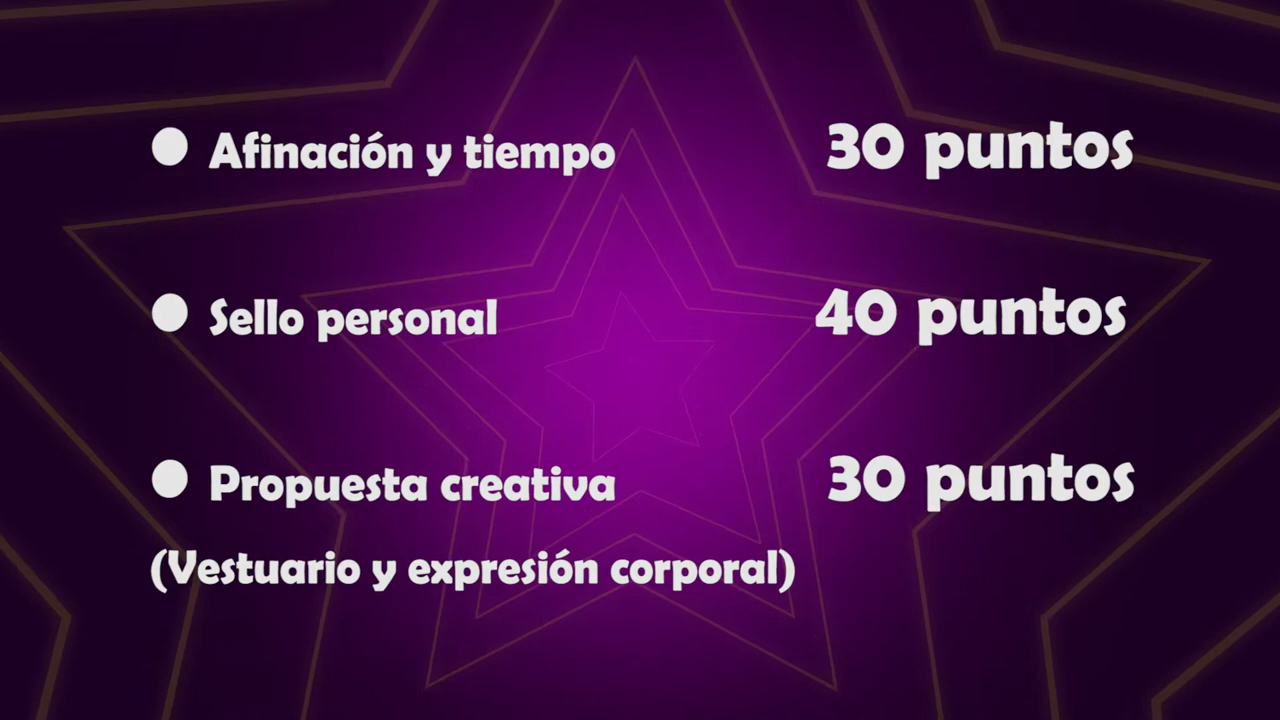 ● Afinación y tiempo 30 puntos
● Sello personal 40 puntos
● Propuesta creativa 30 puntos
(Vestuario y expresión corporal)